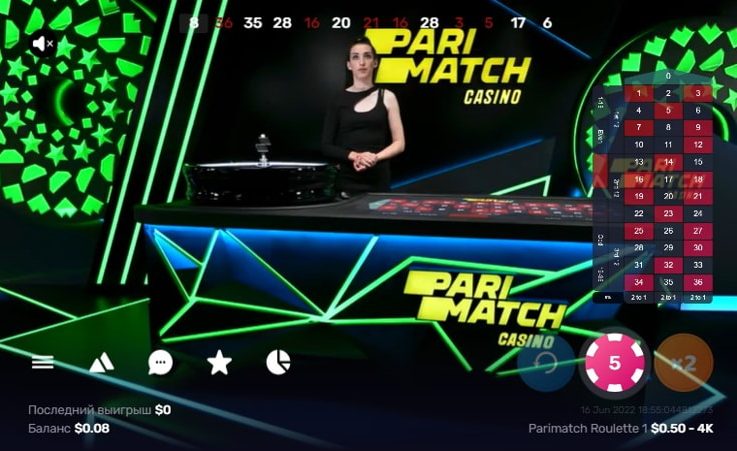 8 36 35 28 16 20 21 16 28 3 5 17 6
PARI
MATCH
CASINO
0
1 2 3
4 5 6
7 8 9
10 11 12
13 14 15
16 17 18
19 20 21
22 23 24
25 26 27
28 29 30
31 32 33
34 35 36
2 to 1 2 to 1 2 to 1
PARI
MATCH
CASINO
5 x2
Последний выигрыш $0
Баланс $0.08
16 Jun 2022 18:55:04
Parimatch Roulette 1 $0.50 - 4K